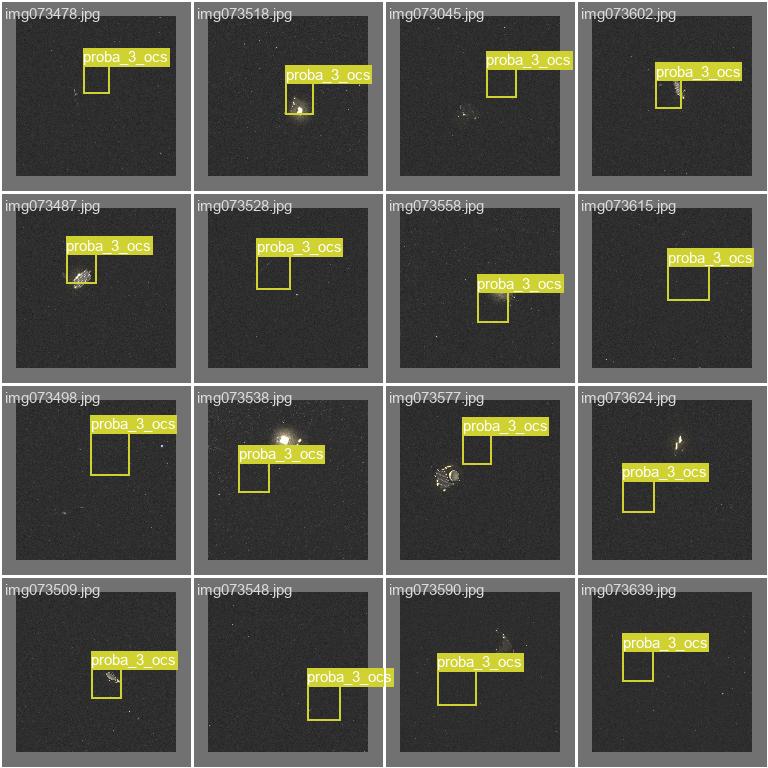 img073478.jpg
proba_3_ocs
img073518.jpg
proba_3_ocs
img073045.jpg
proba_3_ocs
img073602.jpg
proba_3_ocs
img073487.jpg
proba_3_ocs
img073528.jpg
proba_3_ocs
img073558.jpg
proba_3_ocs
img073615.jpg
proba_3_ocs
img073498.jpg
proba_3_ocs
img073538.jpg
proba_3_ocs
img073577.jpg
proba_3_ocs
img073624.jpg
proba_3_ocs
img073509.jpg
proba_3_ocs
img073548.jpg
proba_3_ocs
img073590.jpg
proba_3_ocs
img073639.jpg
proba_3_ocs